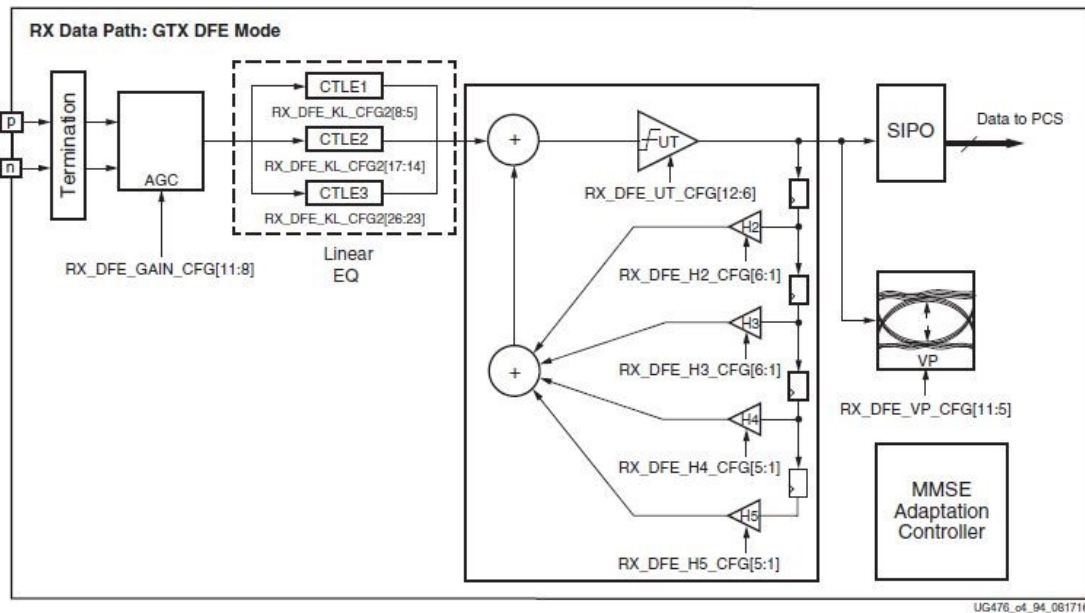 RX Data Path: GTX DFE Mode
p
n
Termination
AGC
RX_DFE_GAIN_CFG[11:8]
CTLE1
RX_DFE_KL_CFG2[8:5]
CTLE2
RX_DFE_KL_CFG2[17:14]
CTLE3
RX_DFE_KL_CFG2[26:23]
Linear
EQ
+
UT
RX_DFE_UT_CFG[12:6]
H2
RX_DFE_H2_CFG[6:1]
H3
RX_DFE_H3_CFG[6:1]
+
H4
RX_DFE_H4_CFG[5:1]
H5
RX_DFE_H5_CFG[5:1]
SIPO
Data to PCS
VP
RX_DFE_VP_CFG[11:5]
MMSE
Adaptation
Controller
UG476_c4_94_081716